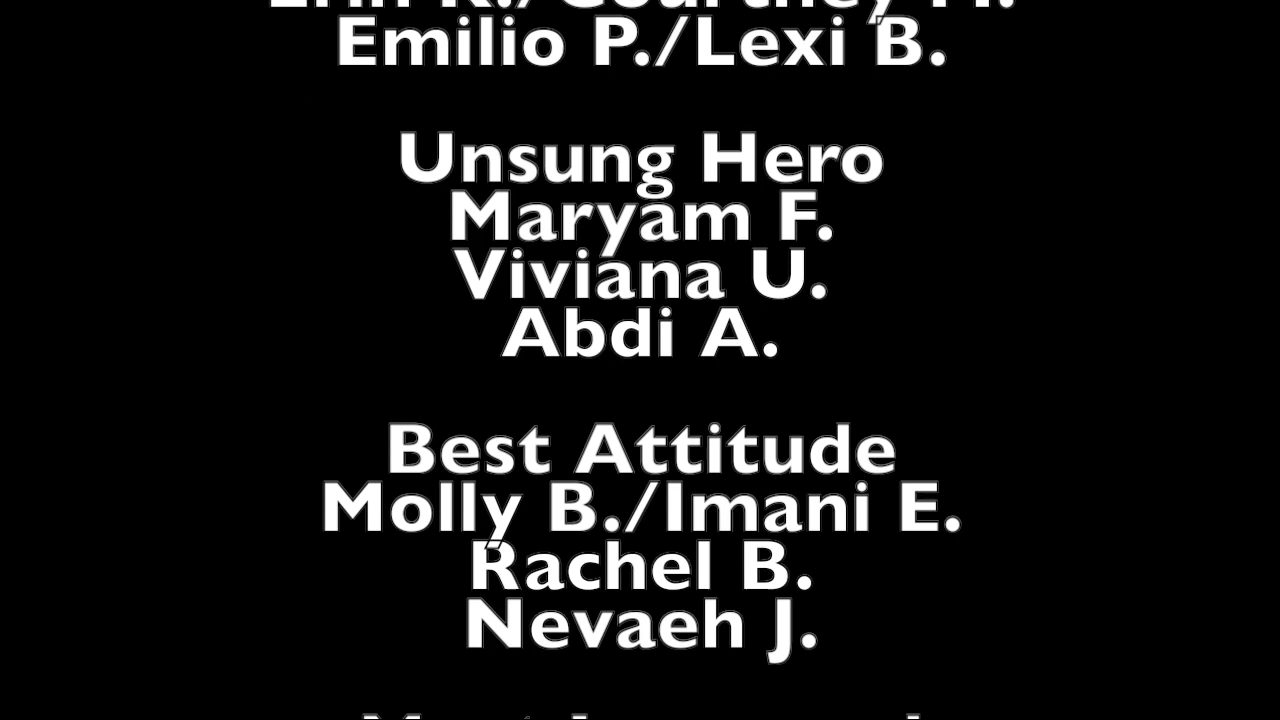 Emilio P./Lexi B.
Unsung Hero
Maryam F.
Viviana U.
Abdi A.
Best Attitude
Molly B./Imani E.
Rachel B.
Nevaeh J.